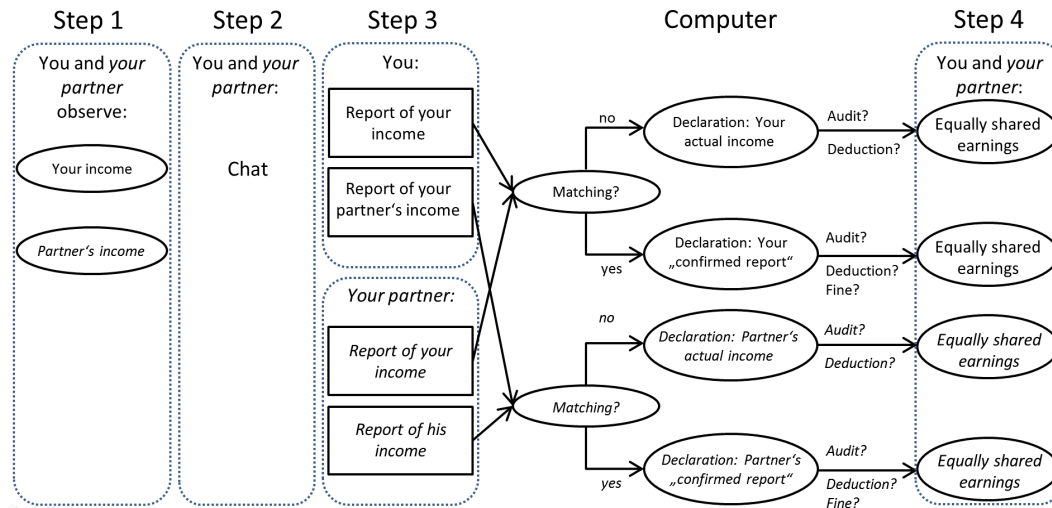 Step 1
Step 2
Step 3
Computer
Step 4
You and your
partner
observe:
Your income
Partner's income
You and your
partner:
Chat
You:
Report of your
income
Report of your
partner's income
Your partner:
Report of your
income
Report of his
income
Matching?
no
yes
Matching?
no
yes
Declaration: Your
actual income
Declaration: Your
„confirmed report“
Declaration: Partner's
actual income
Declaration: Partner's
„confirmed report“
Audit?
Deduction?
Audit?
Deduction?
Fine?
Audit?
Deduction?
Audit?
Deduction?
Fine?
You and your
partner:
Equally shared
earnings
Equally shared
earnings
Equally shared
earnings
Equally shared
earnings